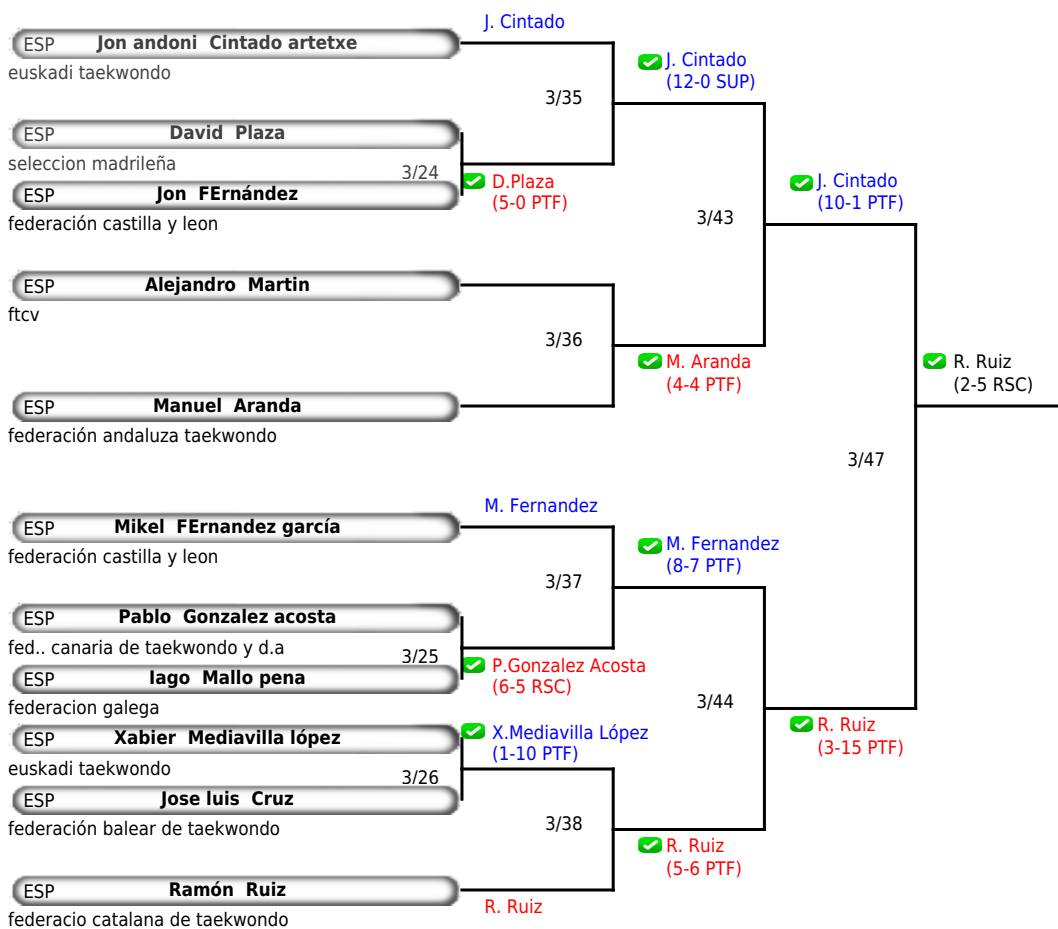 J. Cintado
ESP Jon andoni Cintado artetxe
euskadi taekwondo
J. Cintado
(12-0 SUP)
3/35
ESP David Plaza
seleccion madrileña
3/24
D.Plaza
(5-0 PTF)
ESP Jon FErnández
federación castilla y leon
J. Cintado
(10-1 PTF)
3/43
ESP Alejandro Martin
ftcv
3/36
M. Aranda
(4-4 PTF)
R. Ruiz
(2-5 RSC)
ESP Manuel Aranda
federación andaluza taekwondo
3/47
M. Fernandez
ESP Mikel FErnandez garcía
federación castilla y leon
M. Fernandez
(8-7 PTF)
3/37
ESP Pablo Gonzalez acosta
fed.. canaria de taekwondo y d.a
3/25
P.Gonzalez Acosta
(6-5 RSC)
ESP Iago Mallo pena
federacion galega
3/44
R. Ruiz
(3-15 PTF)
ESP Xabier Mediavilla lópez
euskadi taekwondo
X.Mediavilla López
(1-10 PTF)
3/26
ESP Jose luis Cruz
federación balear de taekwondo
3/38
R. Ruiz
(5-6 PTF)
ESP Ramón Ruiz
federacio catalana de taekwondo
R. Ruiz